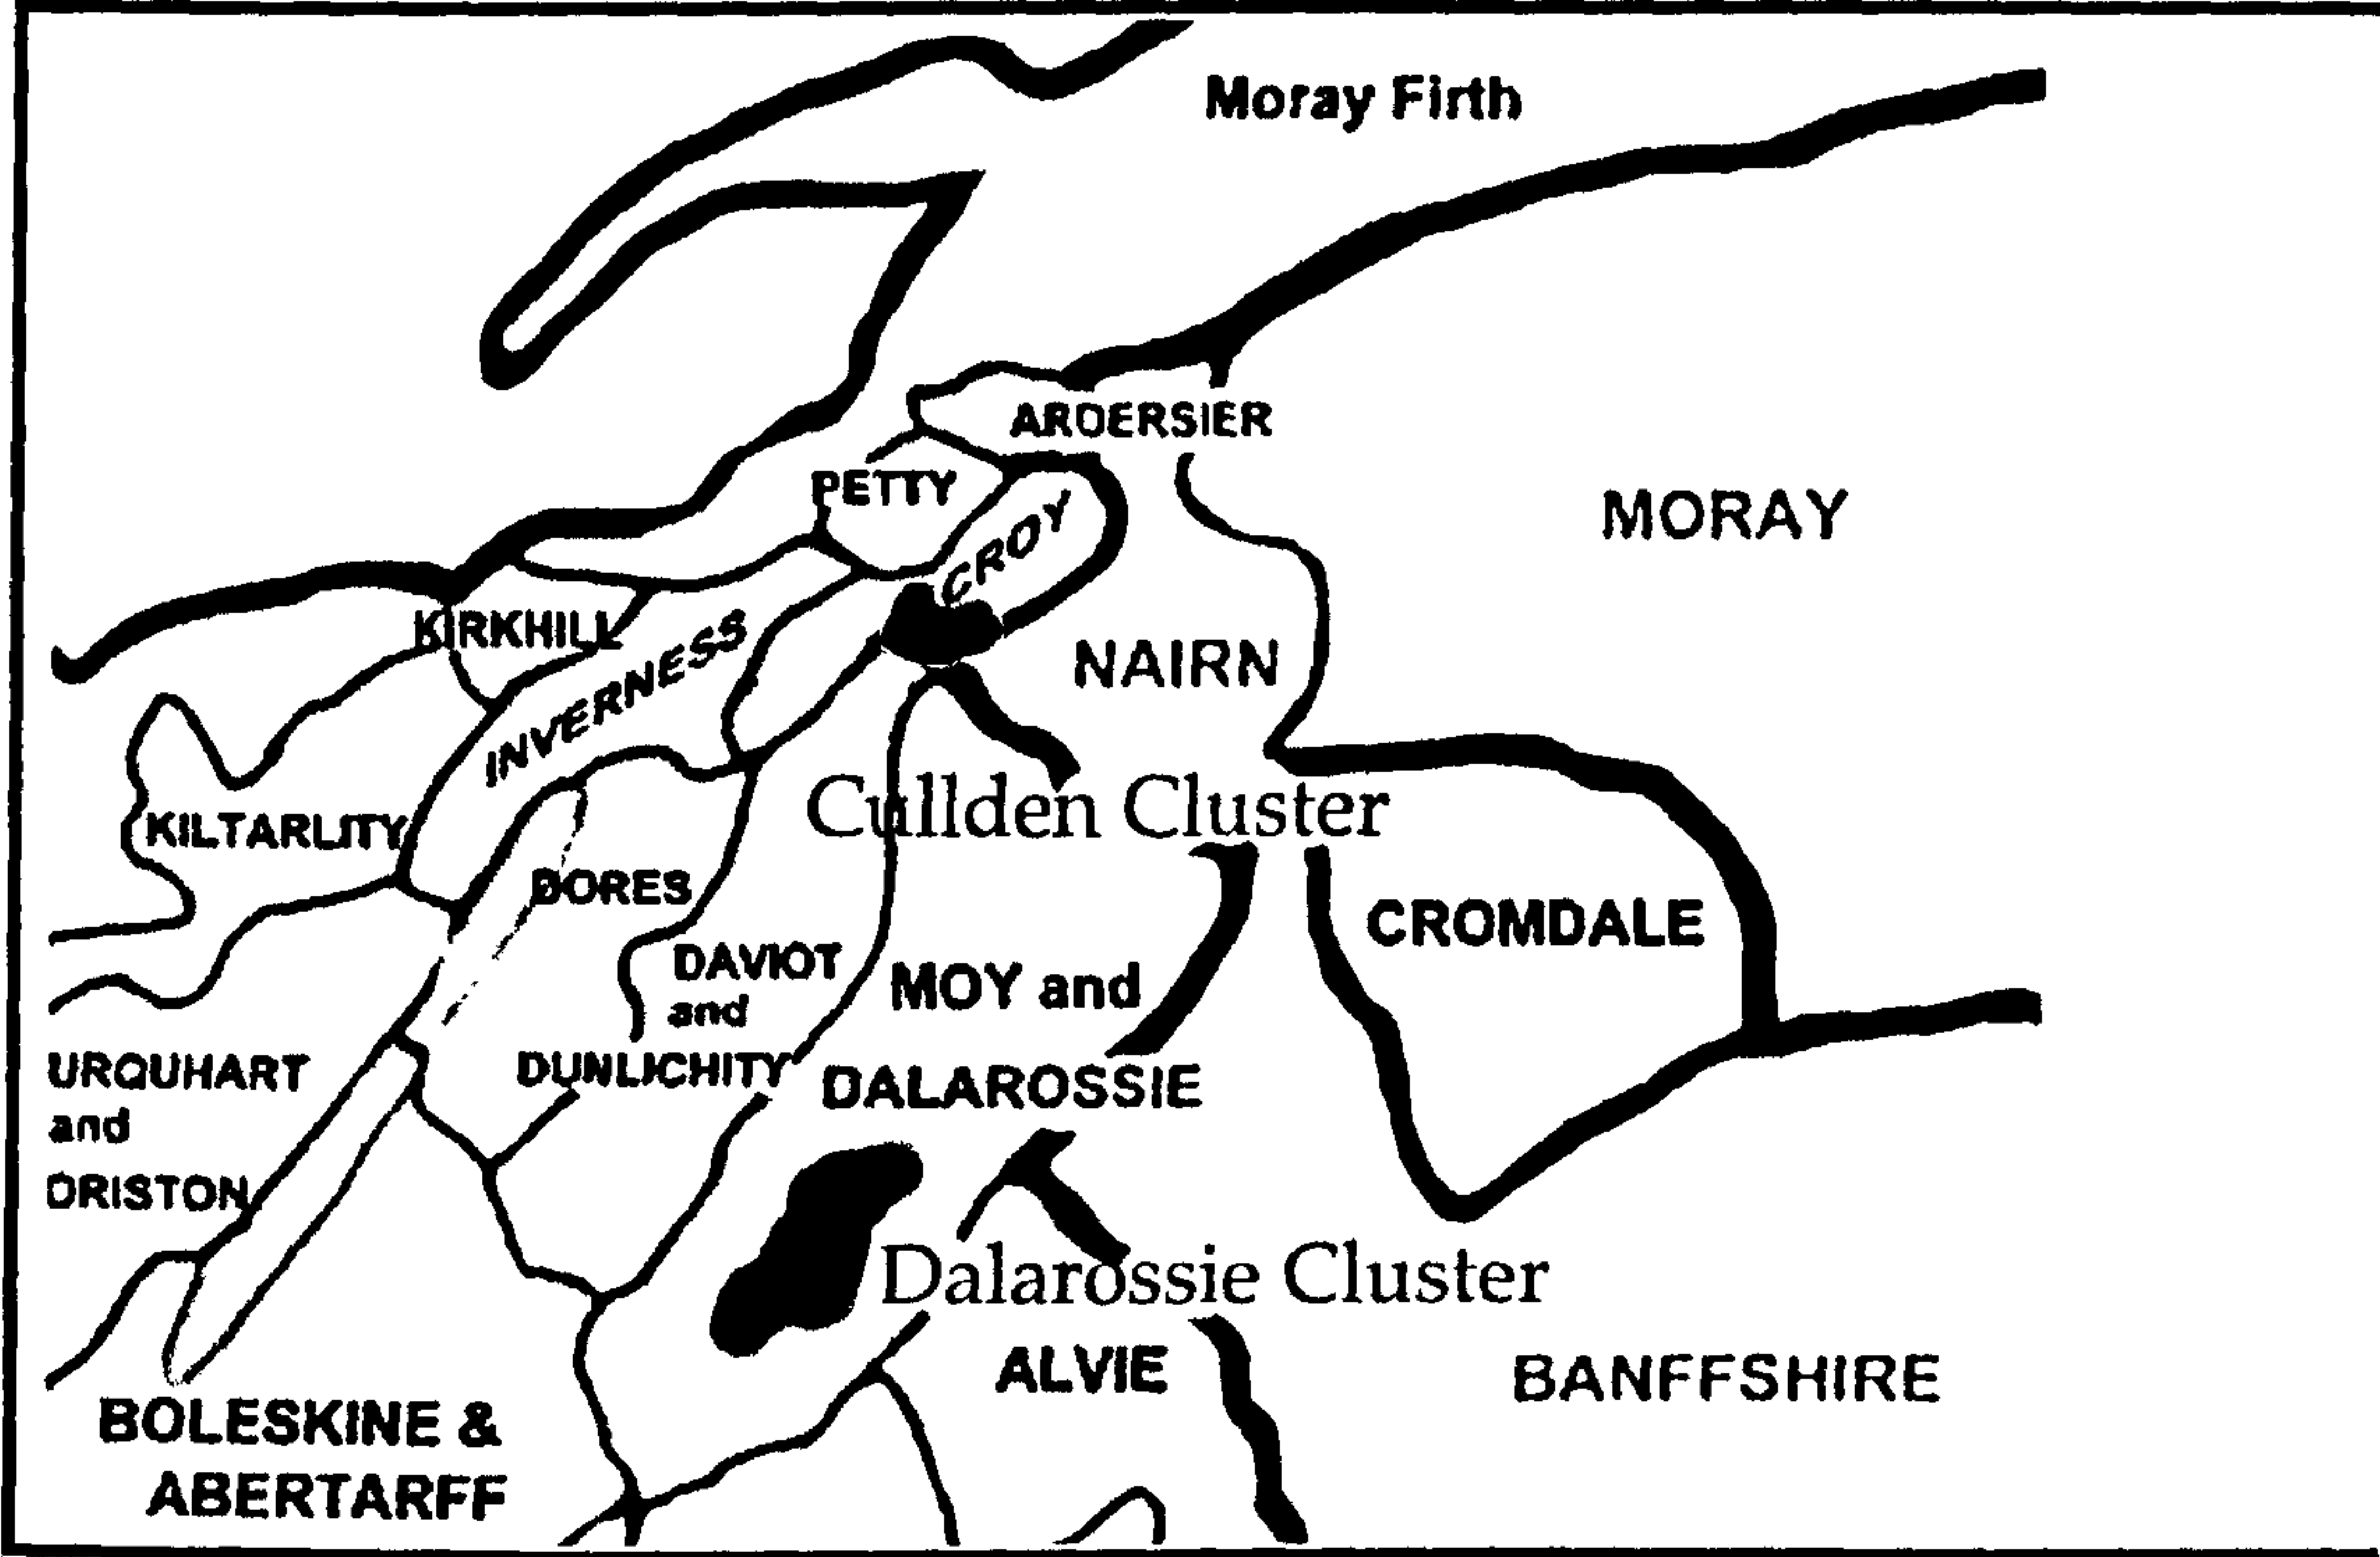 Moray Firth
ARDERSIER
PETTY
CROY
MORAY
KIRKHILL
INVERNESS
NAIRN
Cullden Cluster
KILTARLITY
DORES
CROMDALE
DAVIOT
and
DUNLICHITY
MOY and
DALAROSSIE
URQUHART
and
DRISTON
Dalarossie Cluster
ALVIE
BANFFSHIRE
BOLESKINE &
ABERTARFF